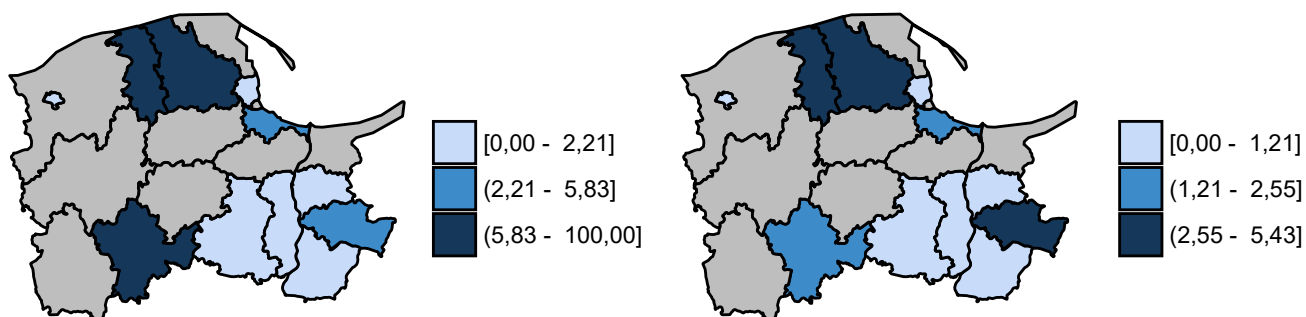 [0,00 - 2,21]
(2,21 - 5,83]
(5,83 - 100,00]
[0,00 - 1,21]
(1,21 - 2,55]
(2,55 - 5,43]